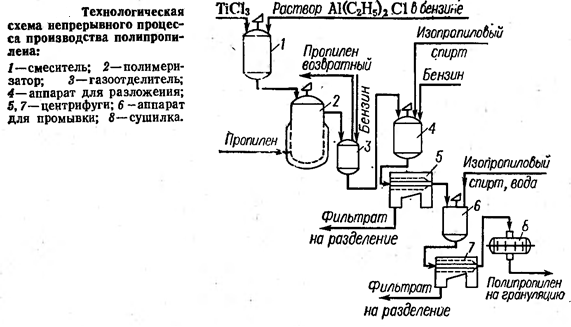 Технологическая
схема непрерывного процес-
са производства полипропи-
лена:
1—смеситель; 2—полимери-
затор; 3—газоотделитель;
4—аппарат для разложения;
5, 7—центрифуги; 6 – аппарат
для промывки; 8—сушилка.
TiCl3 Раствор Al(C2H5)2 Cl в бензине
1
Изопропиловый
спирт
Пропилен
возвратный
Бензин
Бензин
2
3
4
Пропилен
5
Изопропиловый
спирт, вода
6
Фильтрат
на разделение
7
8
Фильтрат
на разделение
Полипропилен
на грануляцию